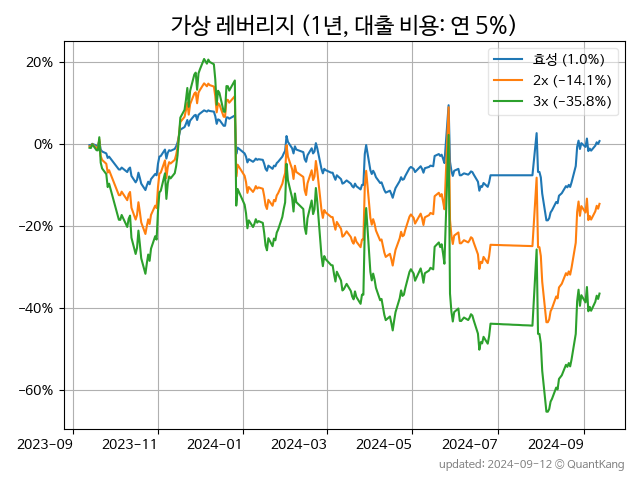 가상 레버리지 (1년, 대출 비용: 연 5%)
효성 (1.0%)
2x (−14.1%)
3x (−35.8%)
20%
0%
−20%
−40%
−60%
2023-09 2023-11 2024-01 2024-03 2024-05 2024-07 2024-09
updated: 2024-09-12 © QuantKang